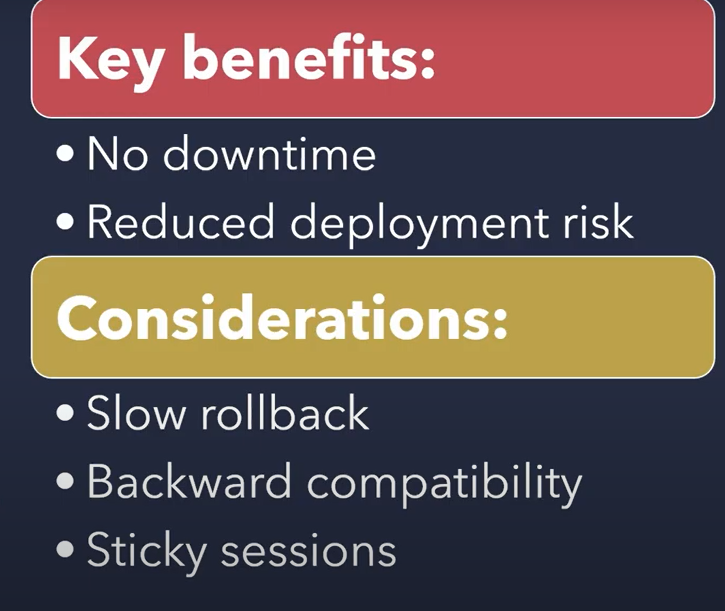 Key benefits:
• No downtime
• Reduced deployment risk
Considerations:
• Slow rollback
• Backward compatibility
• Sticky sessions